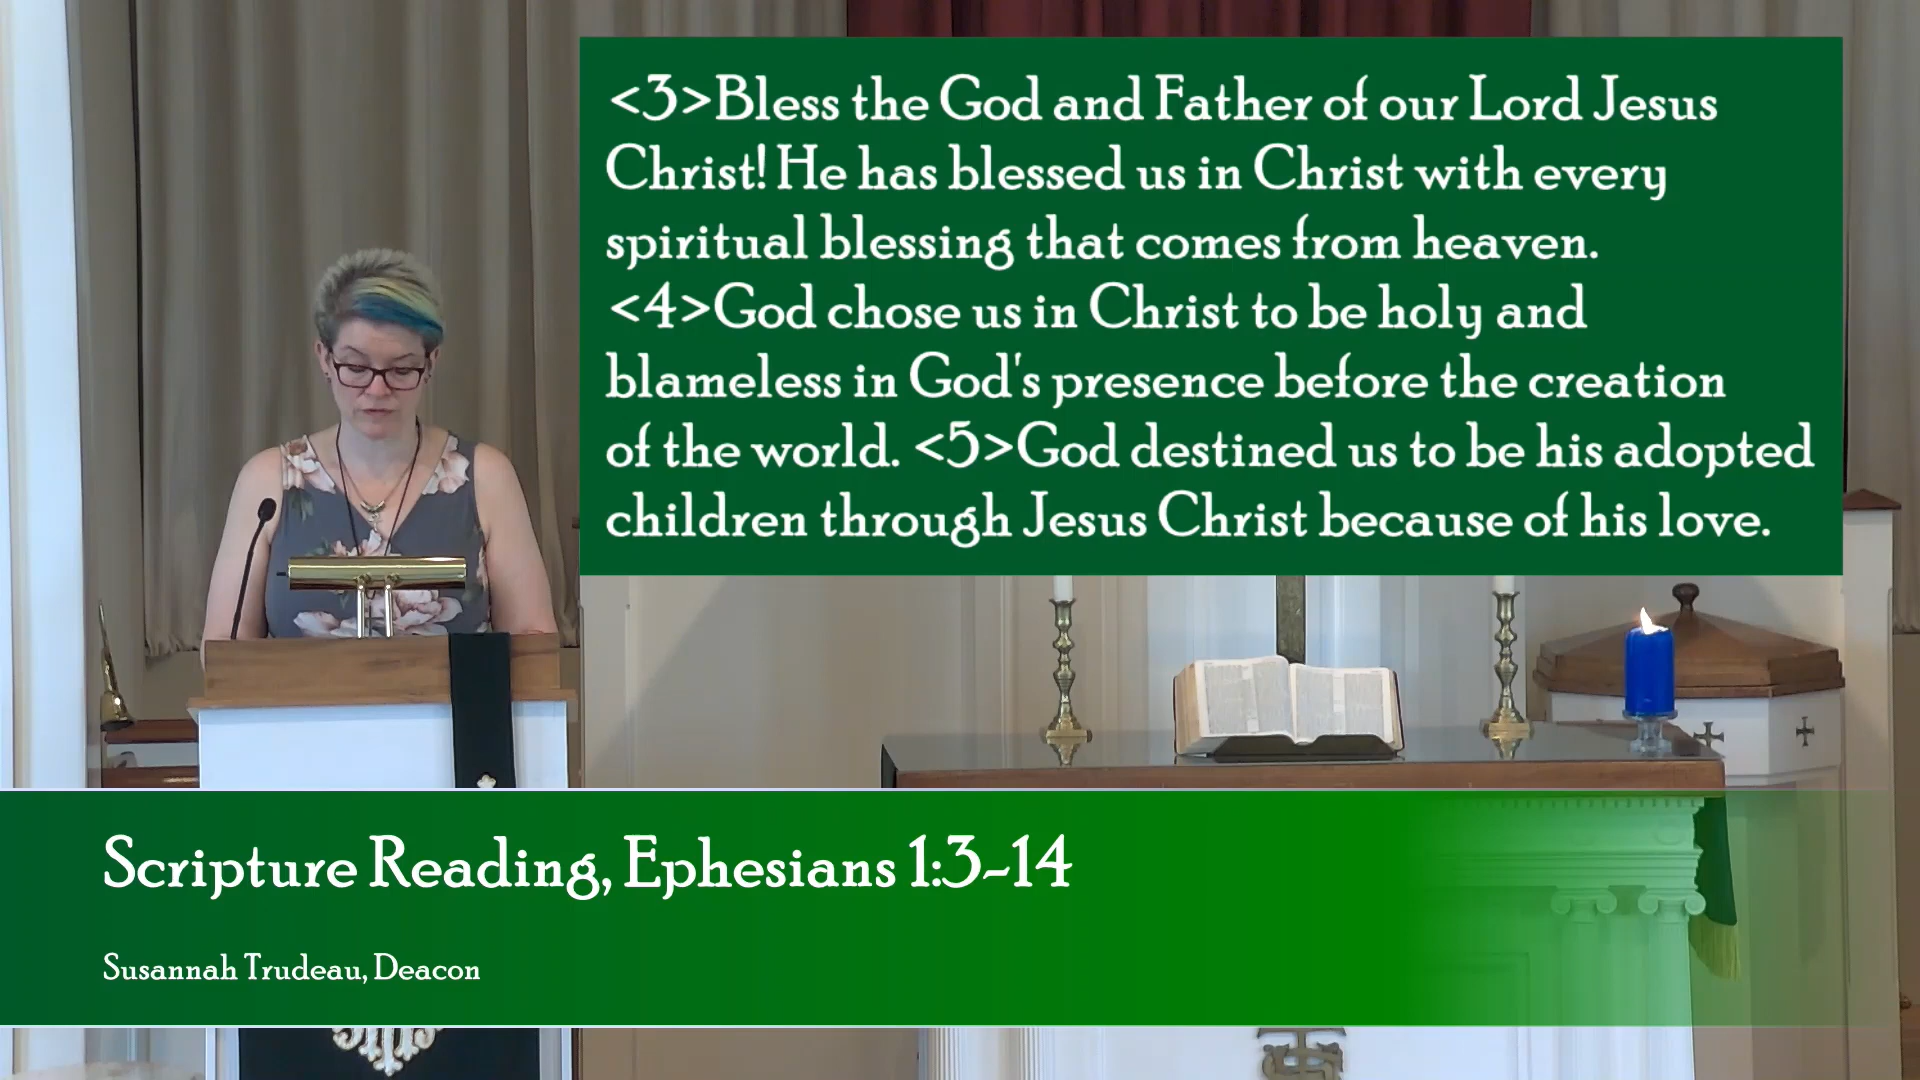 <3>Bless the God and Father of our Lord Jesus
Christ! He has blessed us in Christ with every
spiritual blessing that comes from heaven.
<4>God chose us in Christ to be holy and
blameless in God's presence before the creation
of the world. <5>God destined us to be his adopted
children through Jesus Christ because of his love.
Scripture Reading, Ephesians 1:3-14
Susannah Trudeau, Deacon